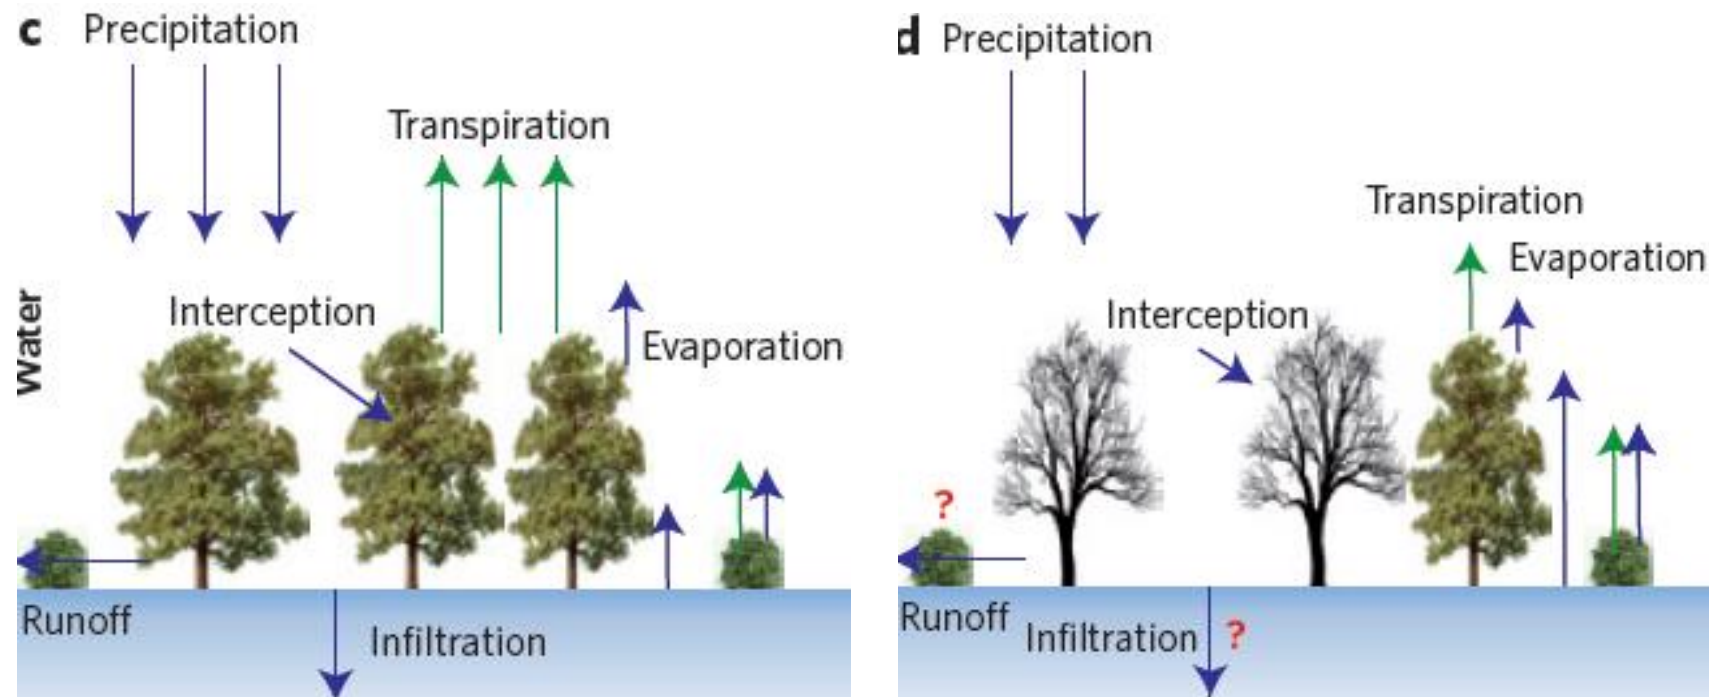 c Precipitation
Transpiration
Interception
Evaporation
Water
Runoff
Infiltration
d Precipitation
Transpiration
Evaporation
Interception
?
Runoff
Infiltration ?